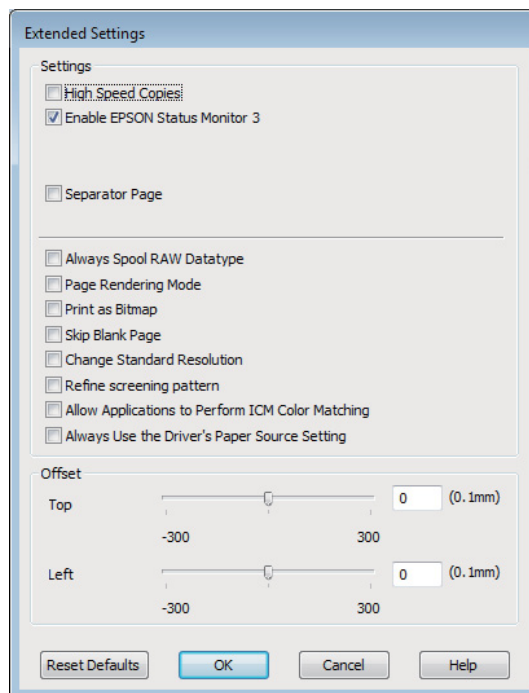 Extended Settings
Settings
High Speed Copies
Enable EPSON Status Monitor 3
Separator Page
Always Spool RAW Datatype
Page Rendering Mode
Print as Bitmap
Skip Blank Page
Change Standard Resolution
Refine screening pattern
Allow Applications to Perform ICM Color Matching
Always Use the Driver's Paper Source Setting
Offset
Top 0 (0.1mm)
-300 300
Left 0 (0.1mm)
-300 300
Reset Defaults OK Cancel Help